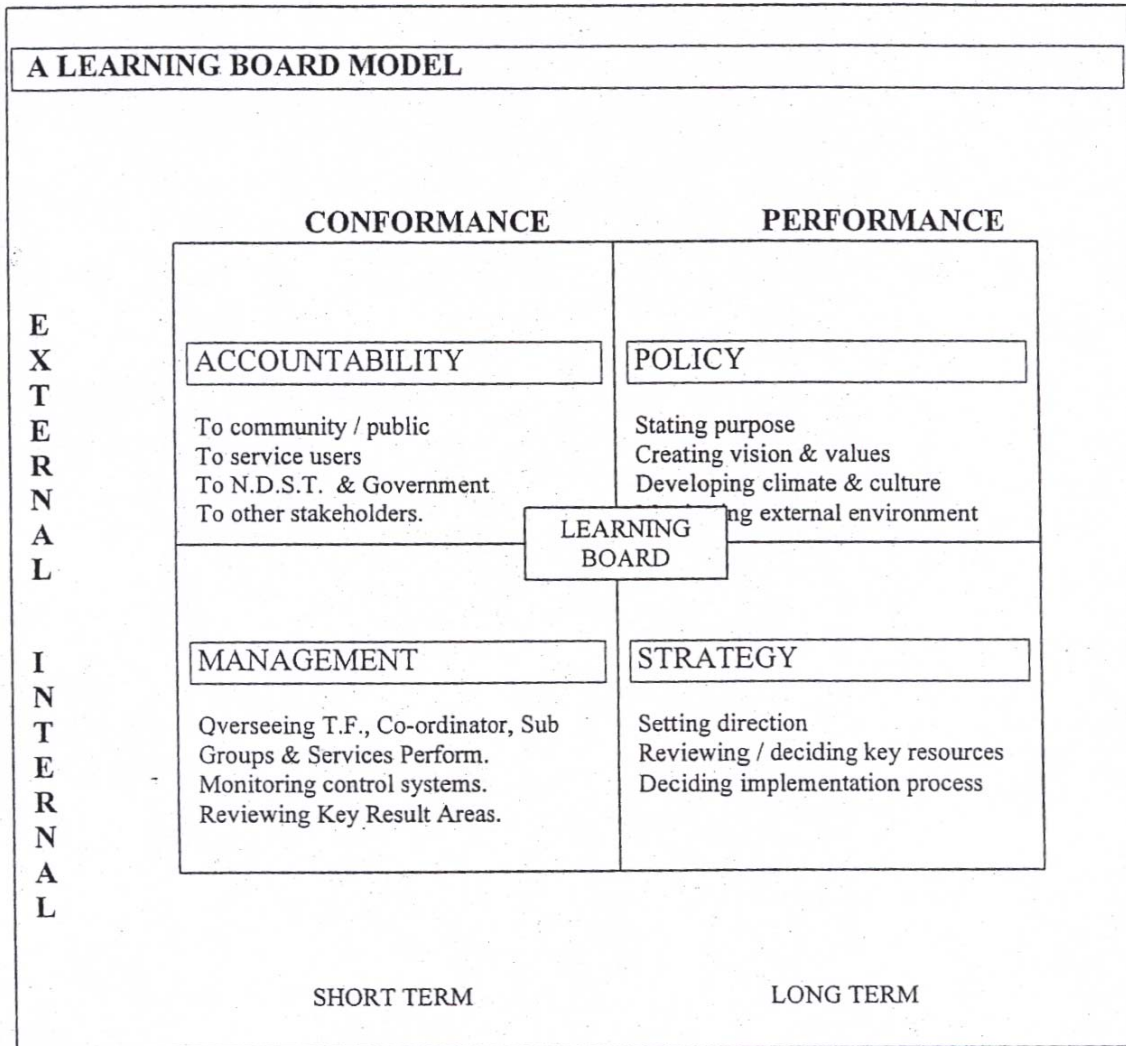 A LEARNING BOARD MODEL
CONFORMANCE
PERFORMANCE
EXTERNAL
ACCOUNTABILITY
To community / public
To service users
To N.D.S.T. & Government
To other stakeholders.
POLICY
Stating purpose
Creating vision & values
Developing climate & culture
external environment
LEARNING
BOARD
INTERNAL
MANAGEMENT
Overseeing T.F., Co-ordinator, Sub
Groups & Services Perform.
Monitoring control systems.
Reviewing Key Result Areas.
STRATEGY
Setting direction
Reviewing / deciding key resources
Deciding implementation process
SHORT TERM
LONG TERM